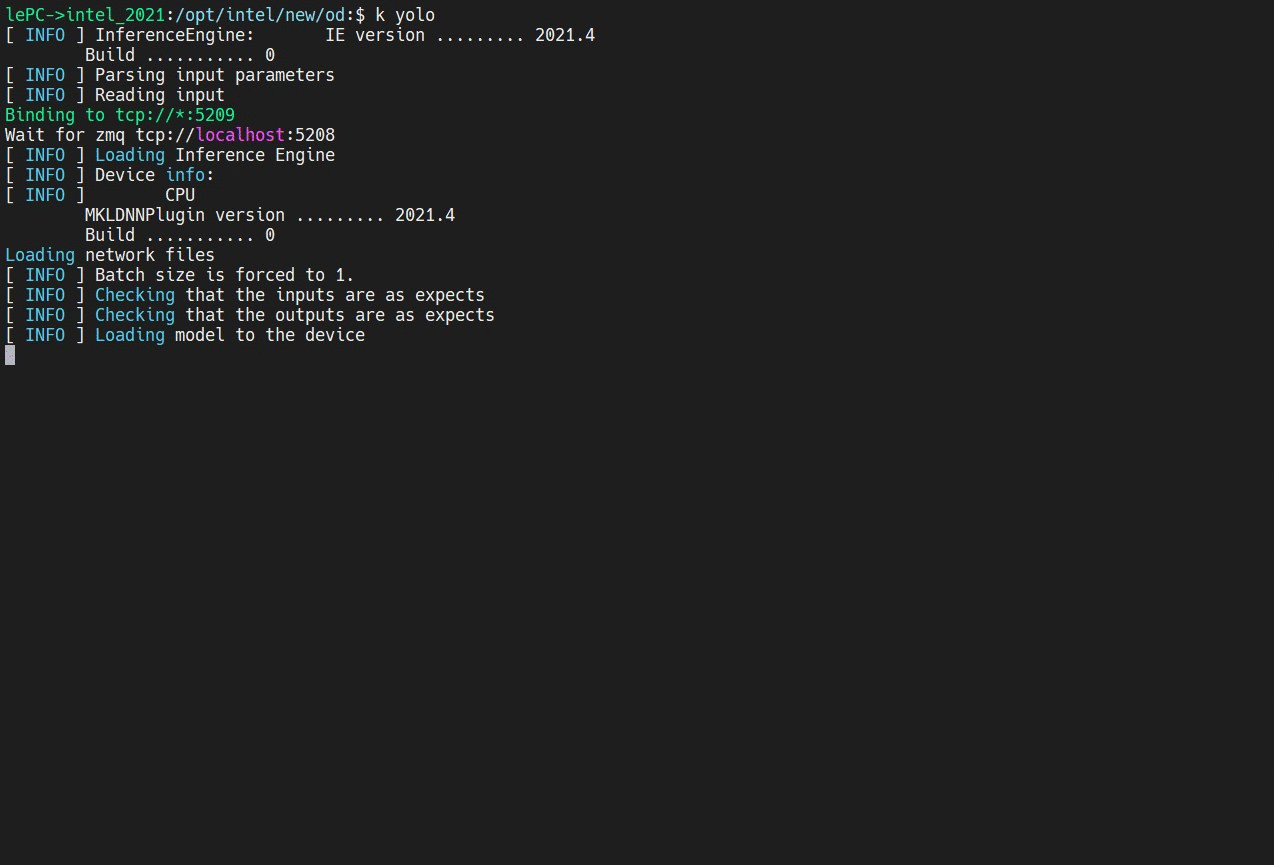 lePC->intel_2021:/opt/intel/new/od:$ k yolo
[ INFO ] InferenceEngine:       IE version ......... 2021.4
        Build ........... 0
[ INFO ] Parsing input parameters
[ INFO ] Reading input
Binding to tcp://*:5209
Wait for zmq tcp://localhost:5208
[ INFO ] Loading Inference Engine
[ INFO ] Device info:
[ INFO ]        CPU
        MKLDNNPlugin version ......... 2021.4
        Build ........... 0
Loading network files
[ INFO ] Batch size is forced to 1.
[ INFO ] Checking that the inputs are as expects
[ INFO ] Checking that the outputs are as expects
[ INFO ] Loading model to the device